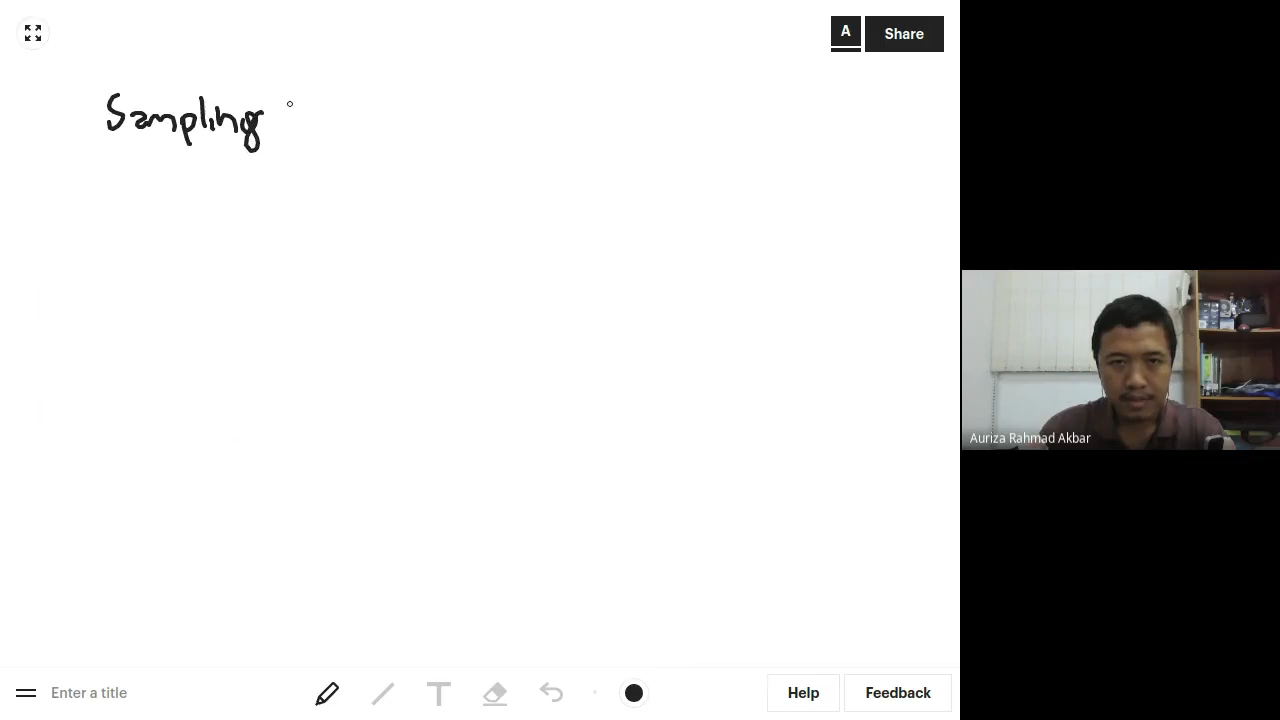 A
Share
Sampling
Auriza Rahmad Akbar
Enter a title
T
Help
Feedback